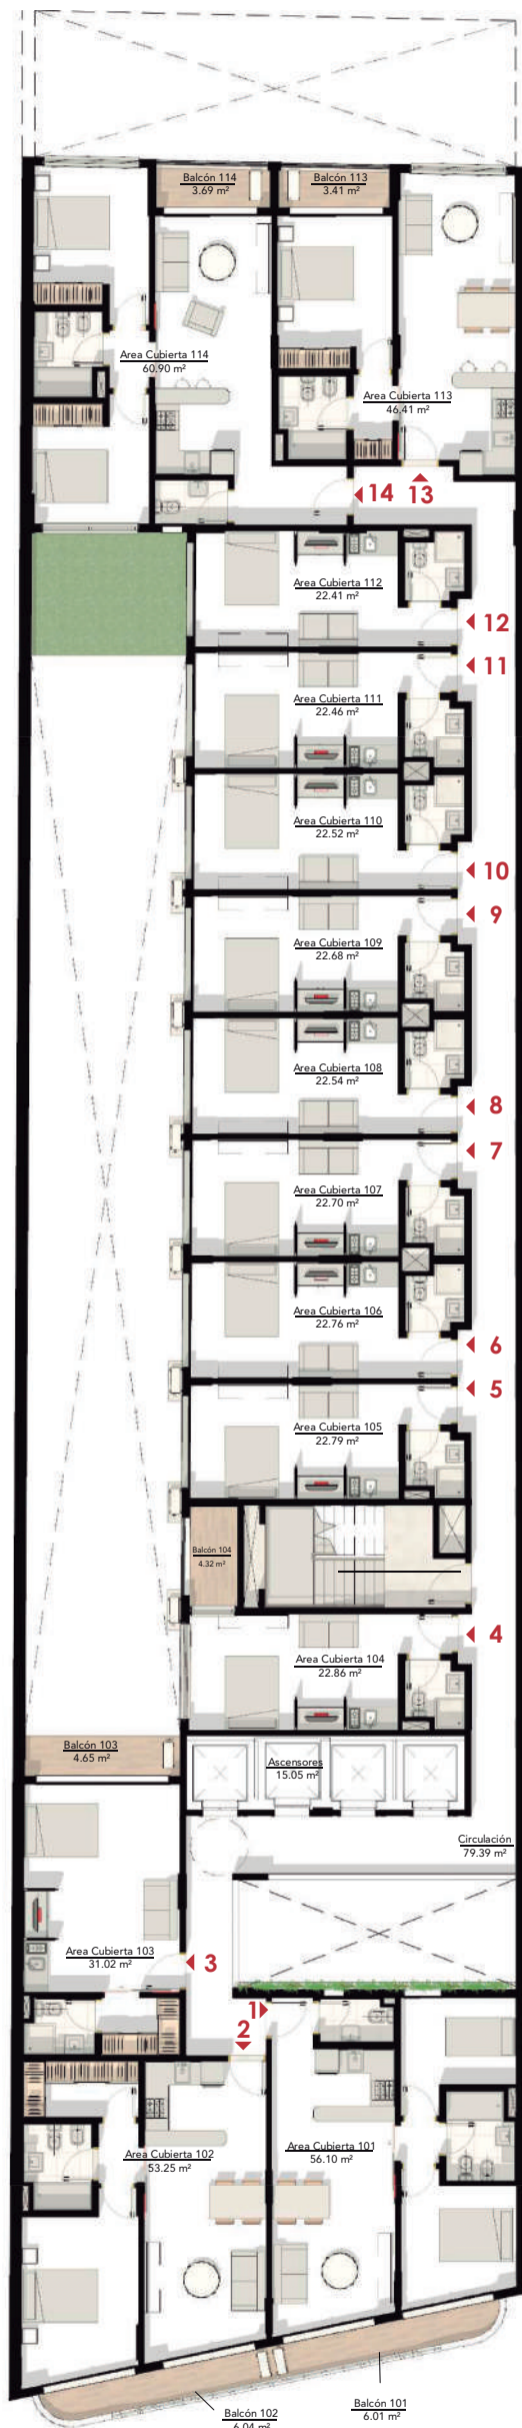 Balcón 114
3.69 m²
Balcón 113
3.41 m²
Area Cubierta 114
60.90 m²
Area Cubierta 113
46.41 m²
14
13
Area Cubierta 112
22.41 m²
12
11
Area Cubierta 111
22.46 m²
Area Cubierta 110
22.52 m²
10
9
Area Cubierta 109
22.68 m²
Area Cubierta 108
22.54 m²
8
7
Area Cubierta 107
22.70 m²
Area Cubierta 106
22.76 m²
6
5
Area Cubierta 105
22.79 m²
Balcón 104
4.32 m²
4
Area Cubierta 104
22.86 m²
Balcón 103
4.65 m²
Ascensores
15.05 m²
Circulación
79.39 m²
Area Cubierta 103
31.02 m²
3
1
2
Area Cubierta 102
53.25 m²
Area Cubierta 101
56.10 m²
Balcón 101
6.01 m²
Balcón 102
6.04 m²